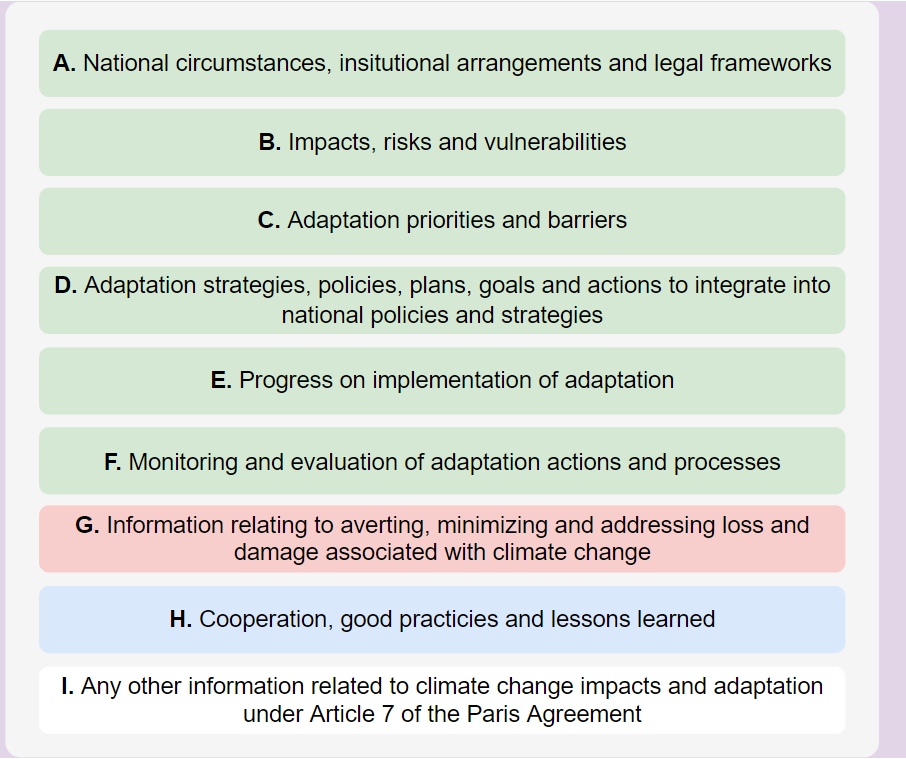 A. National circumstances, insitutional arrangements and legal frameworks
B. Impacts, risks and vulnerabilities
C. Adaptation priorities and barriers
D. Adaptation strategies, policies, plans, goals and actions to integrate into
national policies and strategies
E. Progress on implementation of adaptation
F. Monitoring and evaluation of adaptation actions and processes
G. Information relating to averting, minimizing and addressing loss and
damage associated with climate change
H. Cooperation, good practicies and lessons learned
I. Any other information related to climate change impacts and adaptation
under Article 7 of the Paris Agreement